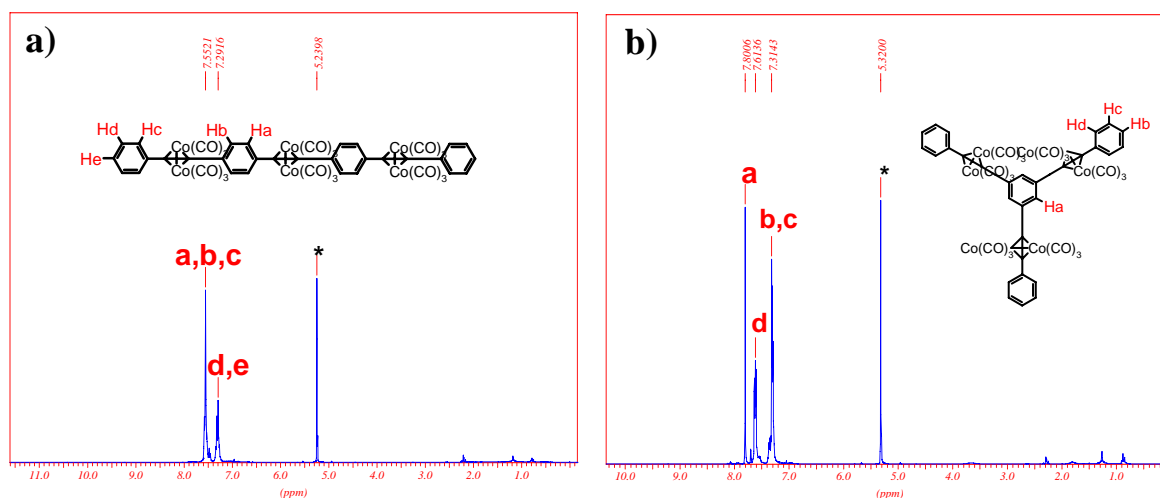 a)
7.5521
7.2916
5.2398
Hd
Hc
He
Co(CO)3
Co(CO)3
Hb
Ha
Co(CO)3
Co(CO)3
Co(CO)3
Co(CO)3
a,b,c
d,e
*
10.0 9.0 8.0 7.0 6.0 5.0 4.0 3.0 2.0 1.0
(ppm)
b)
7.8006
7.6136
7.3143
5.3200
Hc
Hd
Hb
Co(CO)3
Co(CO)3
Co(CO)3
Co(CO)3
Ha
Co(CO)3
Co(CO)3
a
b,c
d
*
10.0 9.0 8.0 7.0 6.0 5.0 4.0 3.0 2.0 1.0
(ppm)